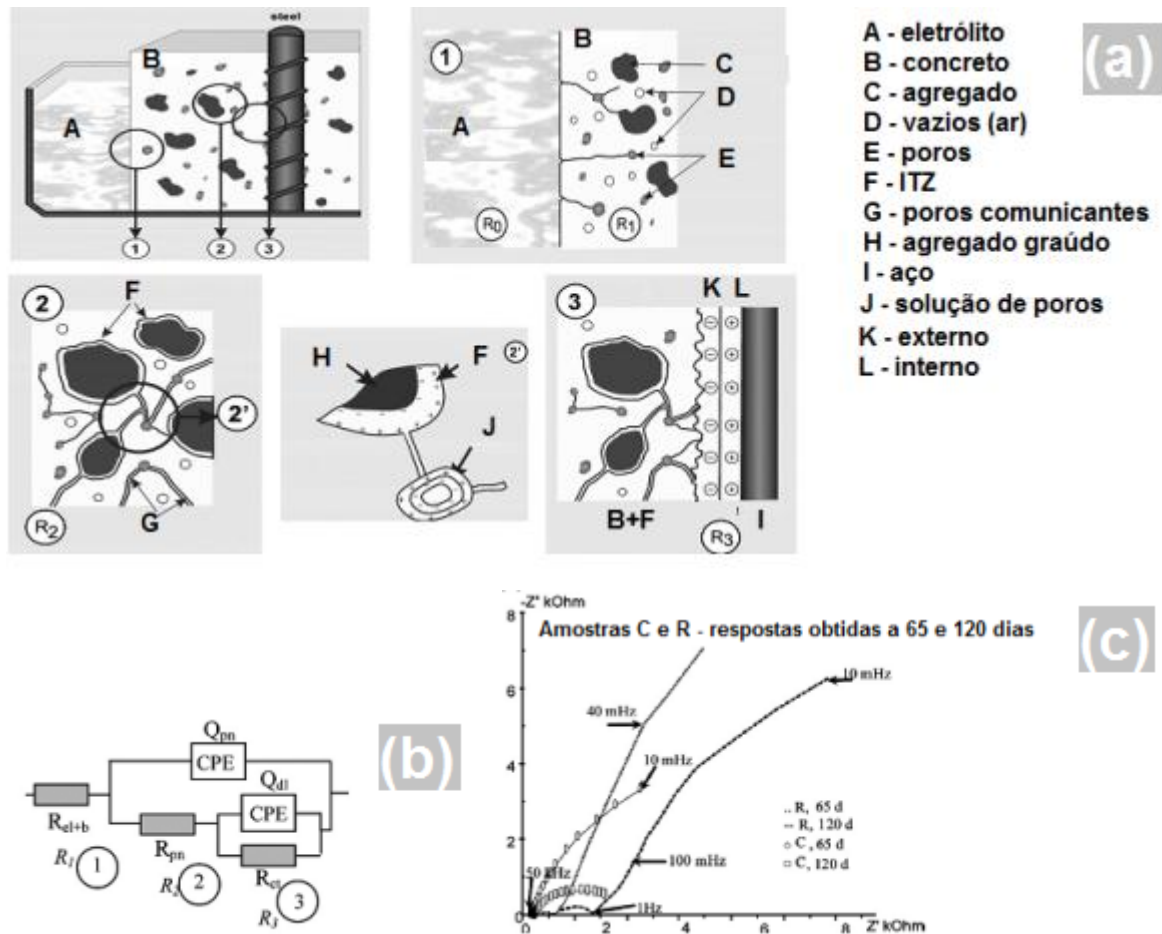 steel
B
A
1
2
3
1
B
C
D
A
E
R0
R1
A - eletrólito
B - concreto
C - agregado
D - vazios (ar)
E - poros
F - ITZ
G - poros comunicantes
H - agregado graúdo
I - aço
J - solução de poros
K - externo
L - interno
(a)
2
F
2'
R2
G
H
F
2'
J
3
K L
B+F
R3
I
Qpn
CPE
Qdl
CPE
Rel+b
R1 1
Rpn
R2 2
Rct
R3 3
(b)
-Z" kOhm
Amostras C e R - respostas obtidas a 65 e 120 dias
8
6
4
2
0
40 mHz
10 mHz
10 mHz
100 mHz
50 kHz
1Hz
.. R, 65 d
-- R, 120 d
○ C, 65 d
□ C, 120 d
0 2 4 6 8
Z' kOhm
(c)